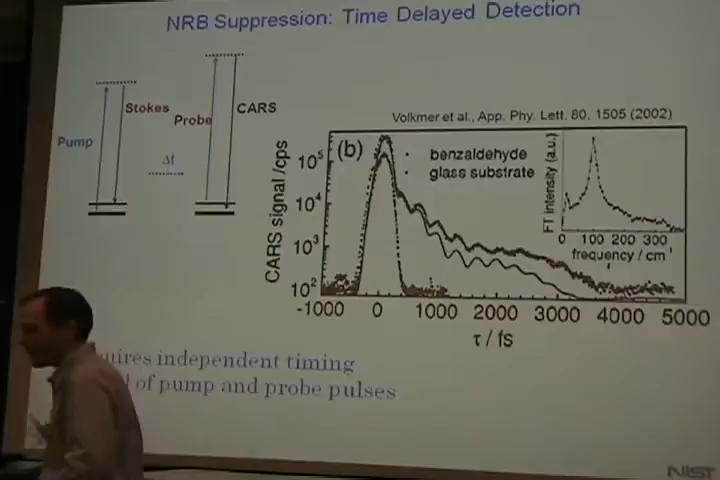 NRB Suppression: Time Delayed Detection
Pump
Stokes
Probe
CARS
Δt
Volkmer et al., App. Phy. Lett. 80, 1505 (2002)
(b)
benzaldehyde
glass substrate
CARS signal /cps
10⁵
10⁴
10³
10²
-1000 0 1000 2000 3000 4000 5000
τ / fs
FT intensity (a.u.)
0 100 200 300
frequency / cm⁻¹
independent timing
of pump and probe pulses
NIST